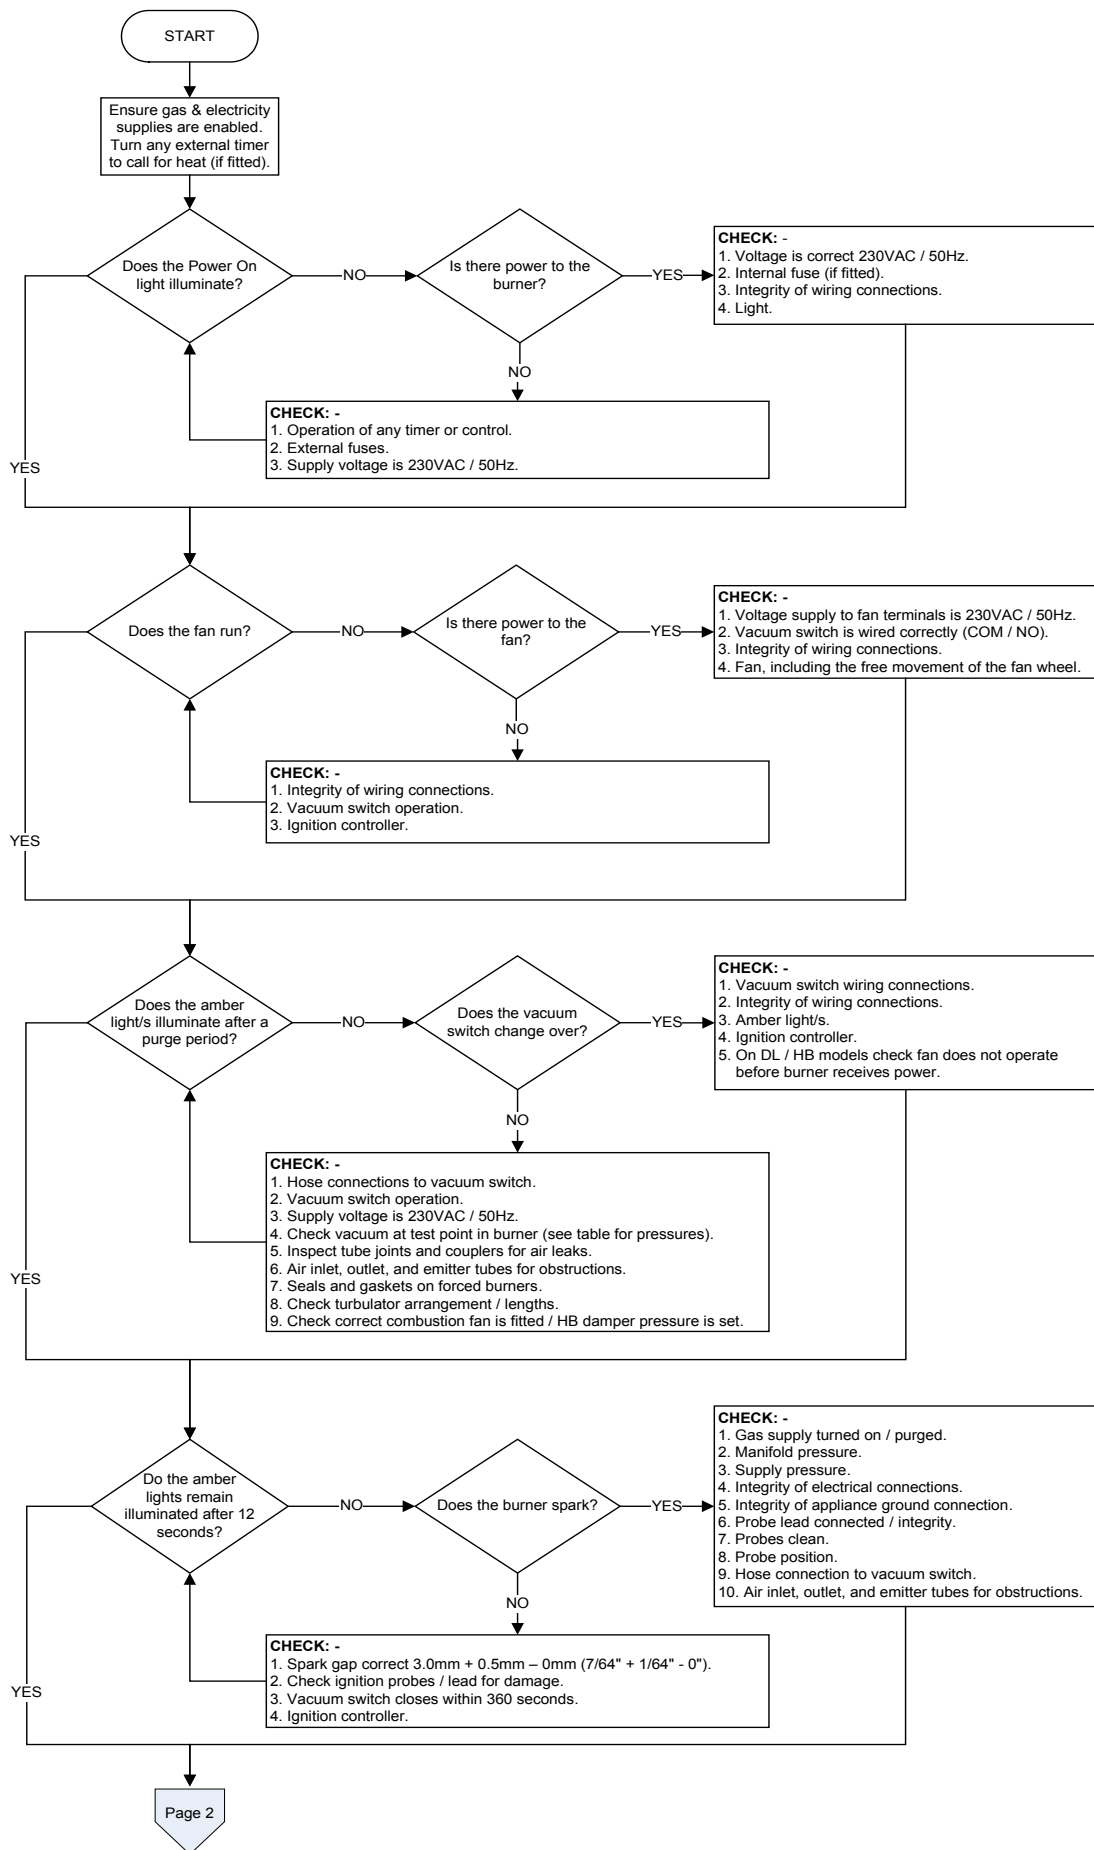 START
Ensure gas & electricity
supplies are enabled.
Turn any external timer
to call for heat (if fitted).
Does the Power On
light illuminate?
NO
Is there power to the
burner?
YES
CHECK: -
1. Voltage is correct 230VAC / 50Hz.
2. Internal fuse (if fitted).
3. Integrity of wiring connections.
4. Light.
NO
CHECK: -
1. Operation of any timer or control.
2. External fuses.
3. Supply voltage is 230VAC / 50Hz.
YES
Does the fan run?
NO
Is there power to the
fan?
YES
CHECK: -
1. Voltage supply to fan terminals is 230VAC / 50Hz.
2. Vacuum switch is wired correctly (COM / NO).
3. Integrity of wiring connections.
4. Fan, including the free movement of the fan wheel.
NO
CHECK: -
1. Integrity of wiring connections.
2. Vacuum switch operation.
3. Ignition controller.
YES
Does the amber
light/s illuminate after a
purge period?
NO
Does the vacuum
switch change over?
YES
CHECK: -
1. Vacuum switch wiring connections.
2. Integrity of wiring connections.
3. Amber light/s.
4. Ignition controller.
5. On DL / HB models check fan does not operate
before burner receives power.
NO
CHECK: -
1. Hose connections to vacuum switch.
2. Vacuum switch operation.
3. Supply voltage is 230VAC / 50Hz.
4. Check vacuum at test point in burner (see table for pressures).
5. Inspect tube joints and couplers for air leaks.
6. Air inlet, outlet, and emitter tubes for obstructions.
7. Seals and gaskets on forced burners.
8. Check turbulator arrangement / lengths.
9. Check correct combustion fan is fitted / HB damper pressure is set.
YES
Do the amber
lights remain
illuminated after 12
seconds?
NO
Does the burner spark?
YES
CHECK: -
1. Gas supply turned on / purged.
2. Manifold pressure.
3. Supply pressure.
4. Integrity of electrical connections.
5. Integrity of appliance ground connection.
6. Probe lead connected / integrity.
7. Probes clean.
8. Probe position.
9. Hose connection to vacuum switch.
10. Air inlet, outlet, and emitter tubes for obstructions.
NO
CHECK: -
1. Spark gap correct 3.0mm + 0.5mm – 0mm (7/64" + 1/64" - 0").
2. Check ignition probes / lead for damage.
3. Vacuum switch closes within 360 seconds.
4. Ignition controller.
YES
Page 2